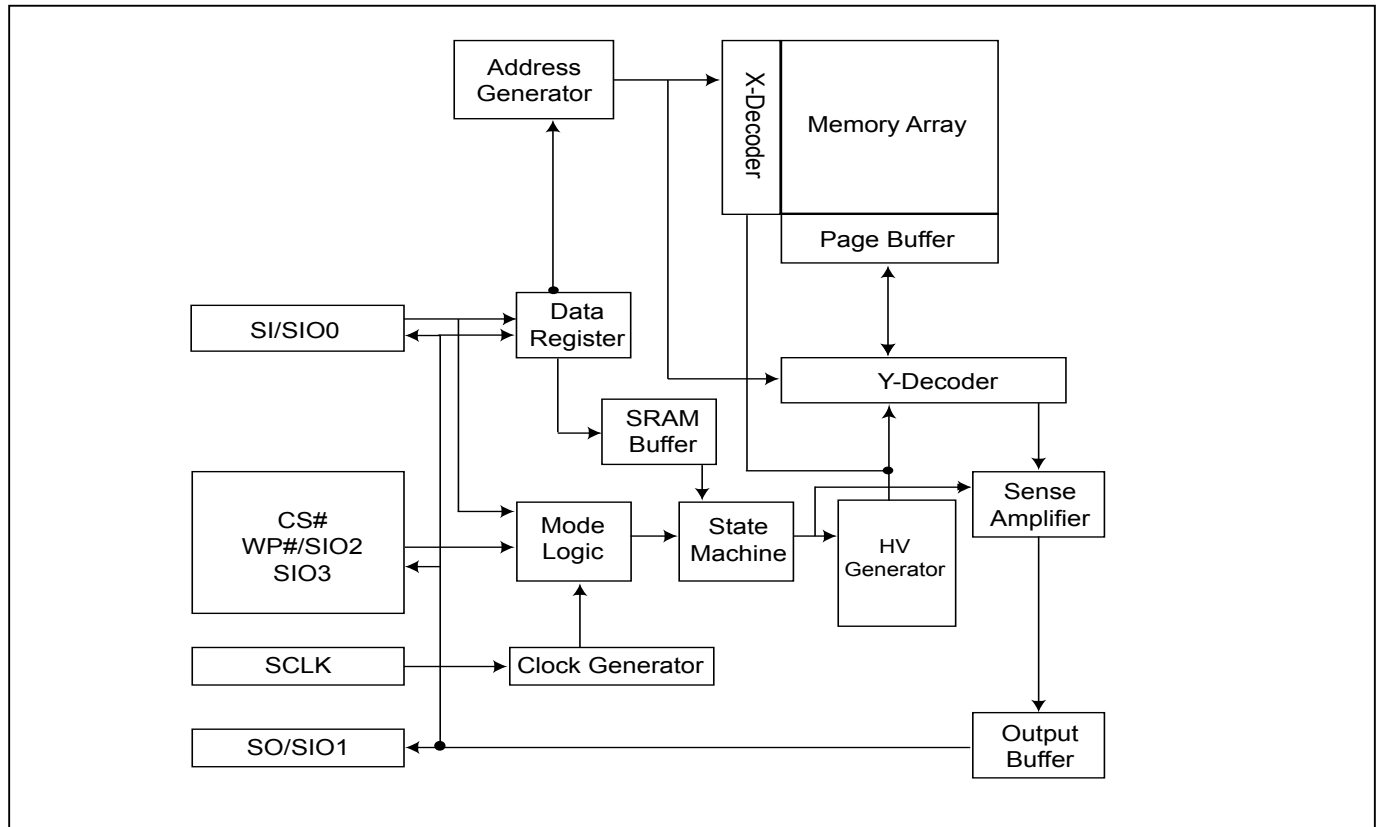 Address
Generator
X-Decoder
Memory Array
Page Buffer
SI/SIO0
Data
Register
Y-Decoder
SRAM
Buffer
CS#
WP#/SIO2
SIO3
Mode
Logic
State
Machine
HV
Generator
Sense
Amplifier
SCLK
Clock Generator
SO/SIO1
Output
Buffer